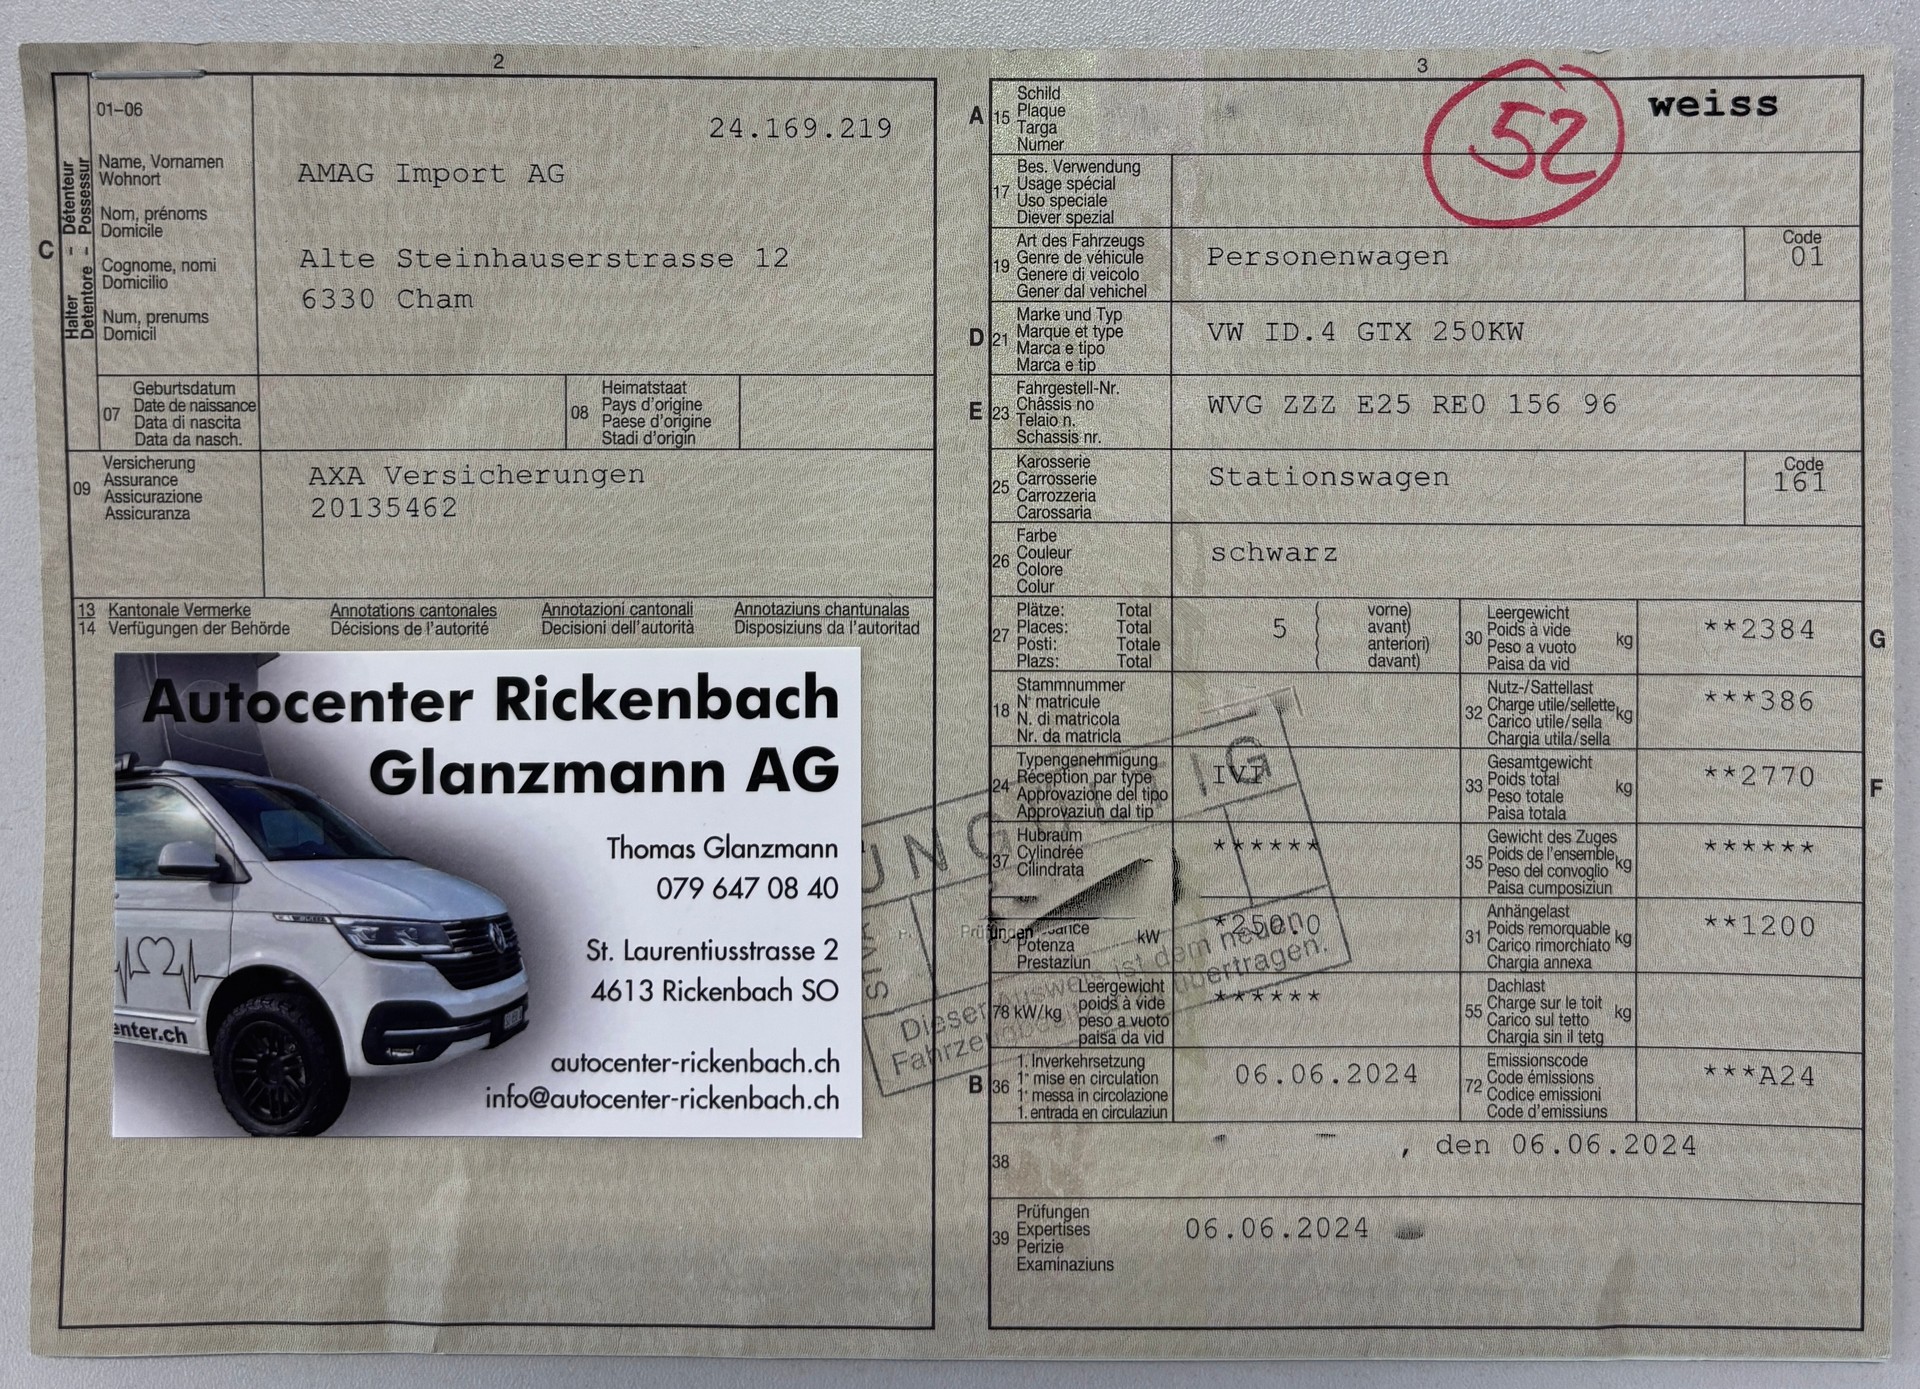 2
01-06
24.169.219
Halter - Détenteur
Detentore - Possessur
C
Name, Vornamen
Wohnort
Nom, prénoms
Domicile
Cognome, nomi
Domicilio
Num, prenums
Domicil
AMAG Import AG
Alte Steinhauserstrasse 12
6330 Cham
07
Geburtsdatum
Date de naissance
Data di nascita
Data da nasch.
08
Heimatstaat
Pays d'origine
Paese d'origine
Stadi d'origin
09
Versicherung
Assurance
Assicurazione
Assicuranza
AXA Versicherungen
20135462
13 Kantonale Vermerke Annotations cantonales Annotazioni cantonali Annotaziuns chantunalas
14 Verfügungen der Behörde Décisions de l'autorité Decisioni dell'autorità Disposiziuns da l'autoritad
Autocenter Rickenbach
Glanzmann AG
Thomas Glanzmann
079 647 08 40
St. Laurentiusstrasse 2
4613 Rickenbach SO
autocenter-rickenbach.ch
info@autocenter-rickenbach.ch
enter.ch
3
A
15
Schild
Plaque
Targa
Numer
52
weiss
17
Bes. Verwendung
Usage spécial
Uso speciale
Diever spezial
19
Art des Fahrzeugs
Genre de véhicule
Genere di veicolo
Gener dal vehichel
Personenwagen
Code
01
D
21
Marke und Typ
Marque et type
Marca e tipo
Marca e tip
VW ID.4 GTX 250KW
E
23
Fahrgestell-Nr.
Châssis no
Telaio n.
Schassis nr.
WVG ZZZ E25 RE0 156 96
25
Karosserie
Carrosserie
Carrozzeria
Carossaria
Stationswagen
Code
161
26
Farbe
Couleur
Colore
Colur
schwarz
27
Plätze: Total
Places: Total
Posti: Totale
Plazs: Total
5
vorne)
avant)
anteriori)
davant)
30
Leergewicht
Poids à vide
Peso a vuoto
Paisa da vid
kg
**2384
G
18
Stammnummer
N° matricule
N. di matricola
Nr. da matricla
32
Nutz-/Sattellast
Charge utile/sellette
Carico utile/sella
Chargia utila/sella
kg
***386
24
Typengenehmigung
Réception par type
Approvazione del tipo
Approvaziun dal tip
IVI
33
Gesamtgewicht
Poids total
Peso totale
Paisa totala
kg
**2770
F
37
Hubraum
Cylindrée
Cilindrata
******
35
Gewicht des Zuges
Poids de l'ensemble
Peso del convoglio
Paisa cumposiziun
kg
******
Prüfungen
Potenza
Prestaziun
kW
31
Anhängelast
Poids remorquable
Carico rimorchiato
Chargia annexa
kg
**1200
78 kW/kg
Leergewicht
poids à vide
peso a vuoto
paisa da vid
******
55
Dachlast
Charge sur le toit
Carico sul tetto
Chargia sin il tetg
kg
B
36
1. Inverkehrsetzung
1e mise en circulation
1a messa in circolazione
1. entrada en circulaziun
06.06.2024
72
Emissionscode
Code émissions
Codice emissioni
Code d'emissiuns
***A24
38
, den 06.06.2024
39
Prüfungen
Expertises
Perizie
Examinaziuns
06.06.2024